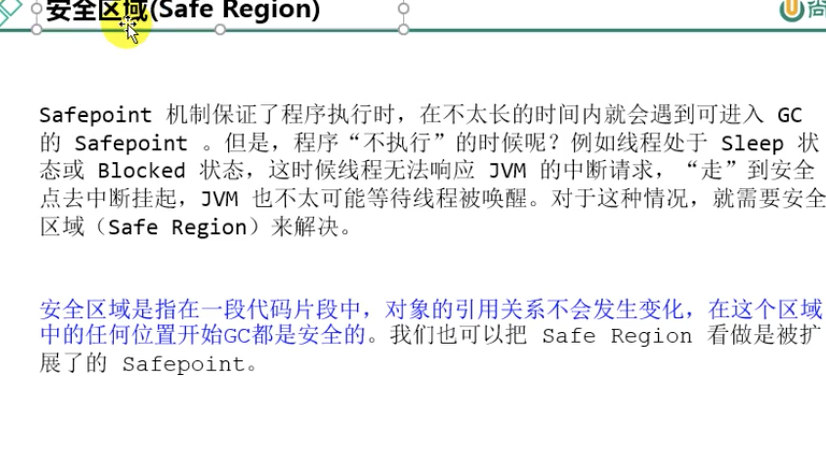 安全区域(Safe Region)
尚
Safepoint 机制保证了程序执行时，在不太长的时间内就会遇到可进入 GC
的 Safepoint 。但是，程序“不执行”的时候呢？例如线程处于 Sleep 状
态或 Blocked 状态，这时候线程无法响应 JVM 的中断请求，“走”到安全
点去中断挂起，JVM 也不太可能等待线程被唤醒。对于这种情况，就需要安全
区域（Safe Region）来解决。
安全区域是指在一段代码片段中，对象的引用关系不会发生变化，在这个区域
中的任何位置开始GC都是安全的。我们也可以把 Safe Region 看做是被扩
展了的 Safepoint。